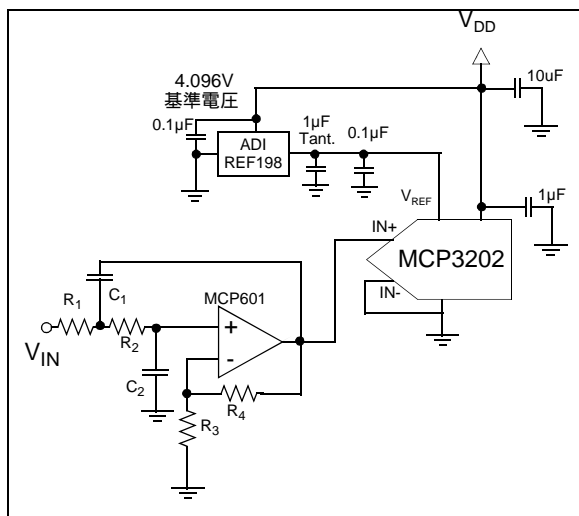 VDD
10uF
4.096V
基準電圧
0.1µF
ADI
REF198
1µF
Tant.
0.1µF
VREF
1µF
IN+
MCP3202
IN-
C1
MCP601
R1
R2
VIN
+
-
C2
R4
R3